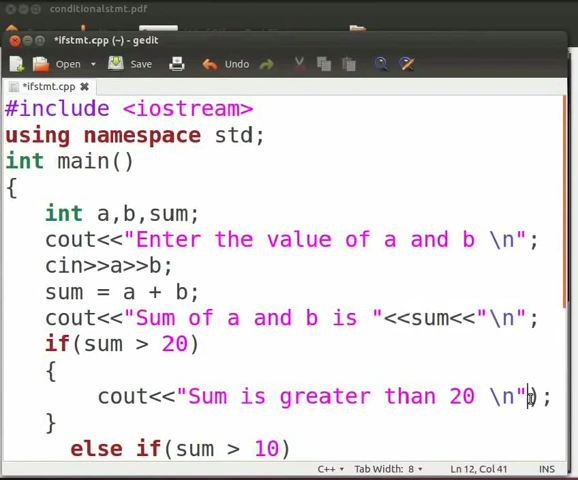 conditionalstmt.pdf
*ifstmt.cpp (~) - gedit
Open Save Undo
*ifstmt.cpp
#include <iostream>
using namespace std;
int main()
{
int a,b,sum;
cout<<"Enter the value of a and b \n";
cin>>a>>b;
sum = a + b;
cout<<"Sum of a and b is "<<sum<<"\n";
if(sum > 20)
{
cout<<"Sum is greater than 20 \n");
}
else if(sum > 10)
C++ Tab Width: 8 Ln 12, Col 41 INS